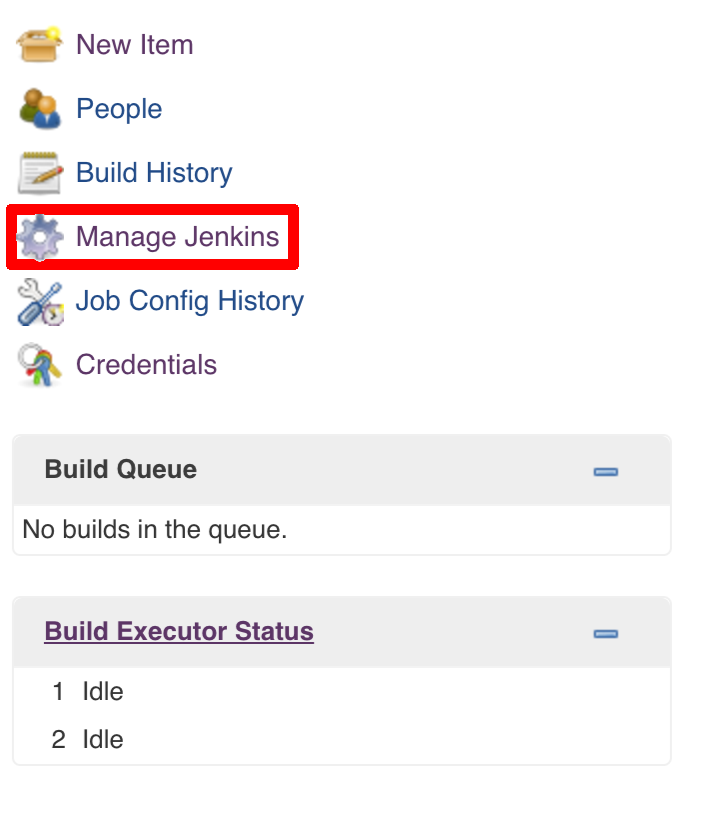 New Item
People
Build History
Manage Jenkins
Job Config History
Credentials
Build Queue
No builds in the queue.
Build Executor Status
1 Idle
2 Idle